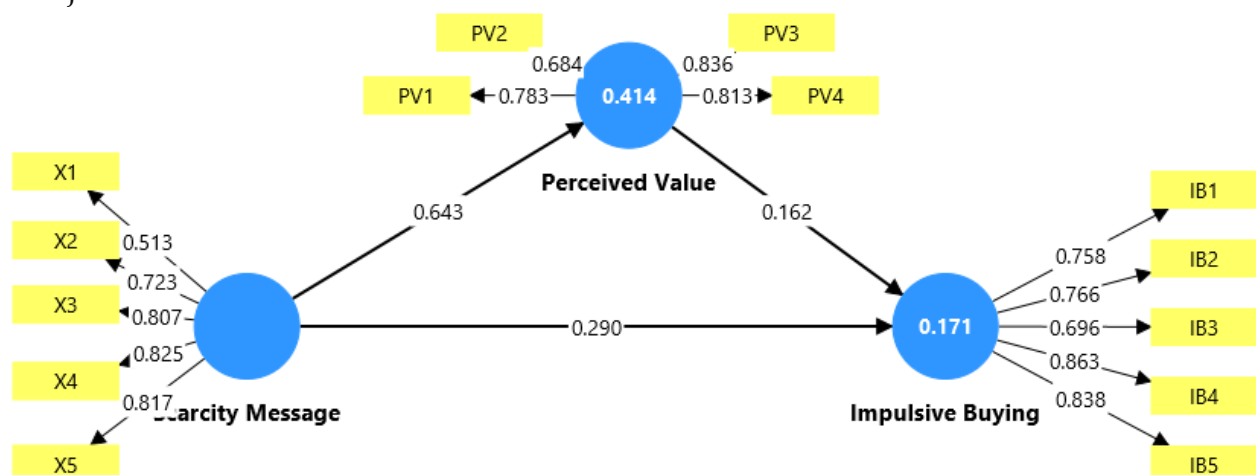 PV2
PV3
0.684
0.836
PV1
0.783
0.414
0.813
PV4
X1
Perceived Value
IB1
0.643
0.162
X2
0.513
0.758
IB2
0.723
0.766
X3
0.807
0.290
0.171
0.696
IB3
0.825
0.863
X4
0.817
IB4
0.838
Message
Impulsive Buying
X5
IB5